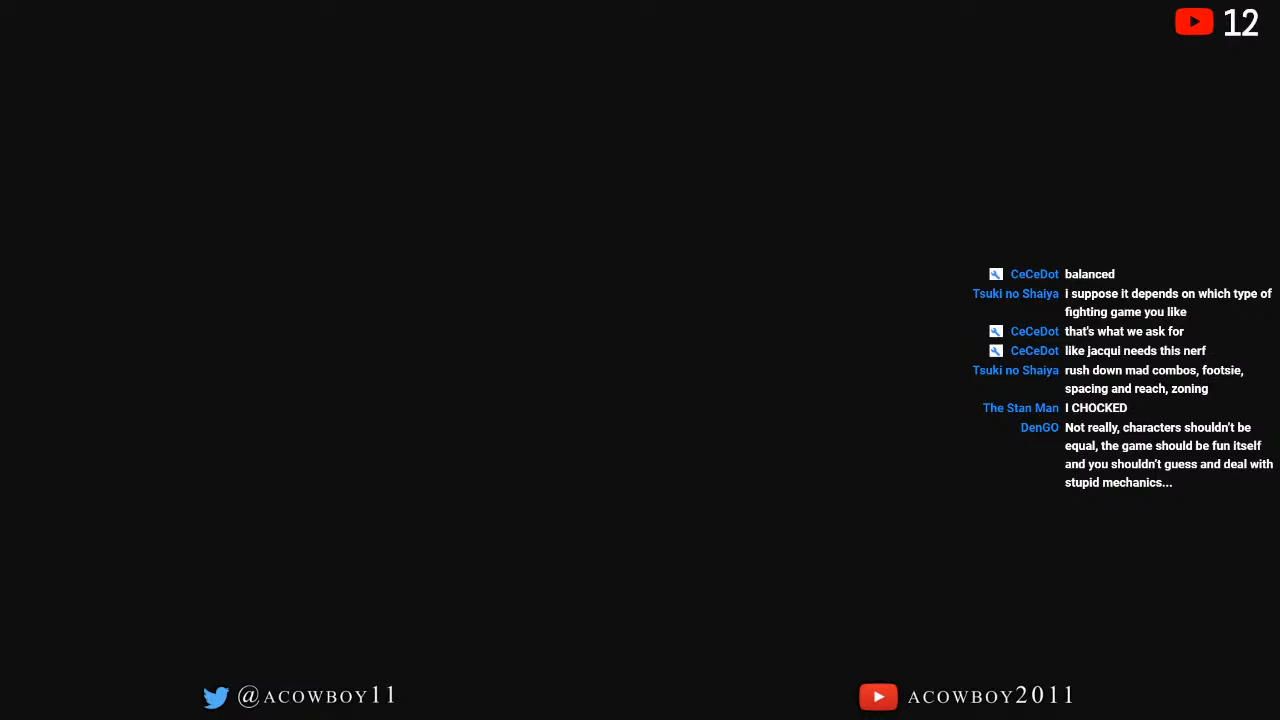 12
CeCeDot balanced
Tsuki no Shaiya i suppose it depends on which type of
fighting game you like
CeCeDot that's what we ask for
CeCeDot like jacqui needs this nerf
Tsuki no Shaiya rush down mad combos, footsie,
spacing and reach, zoning
The Stan Man I CHOCKED
DenGO Not really, characters shouldn’t be
equal, the game should be fun itself
and you shouldn’t guess and deal with
stupid mechanics...
@ACOWBOY11
ACOWBOY2011